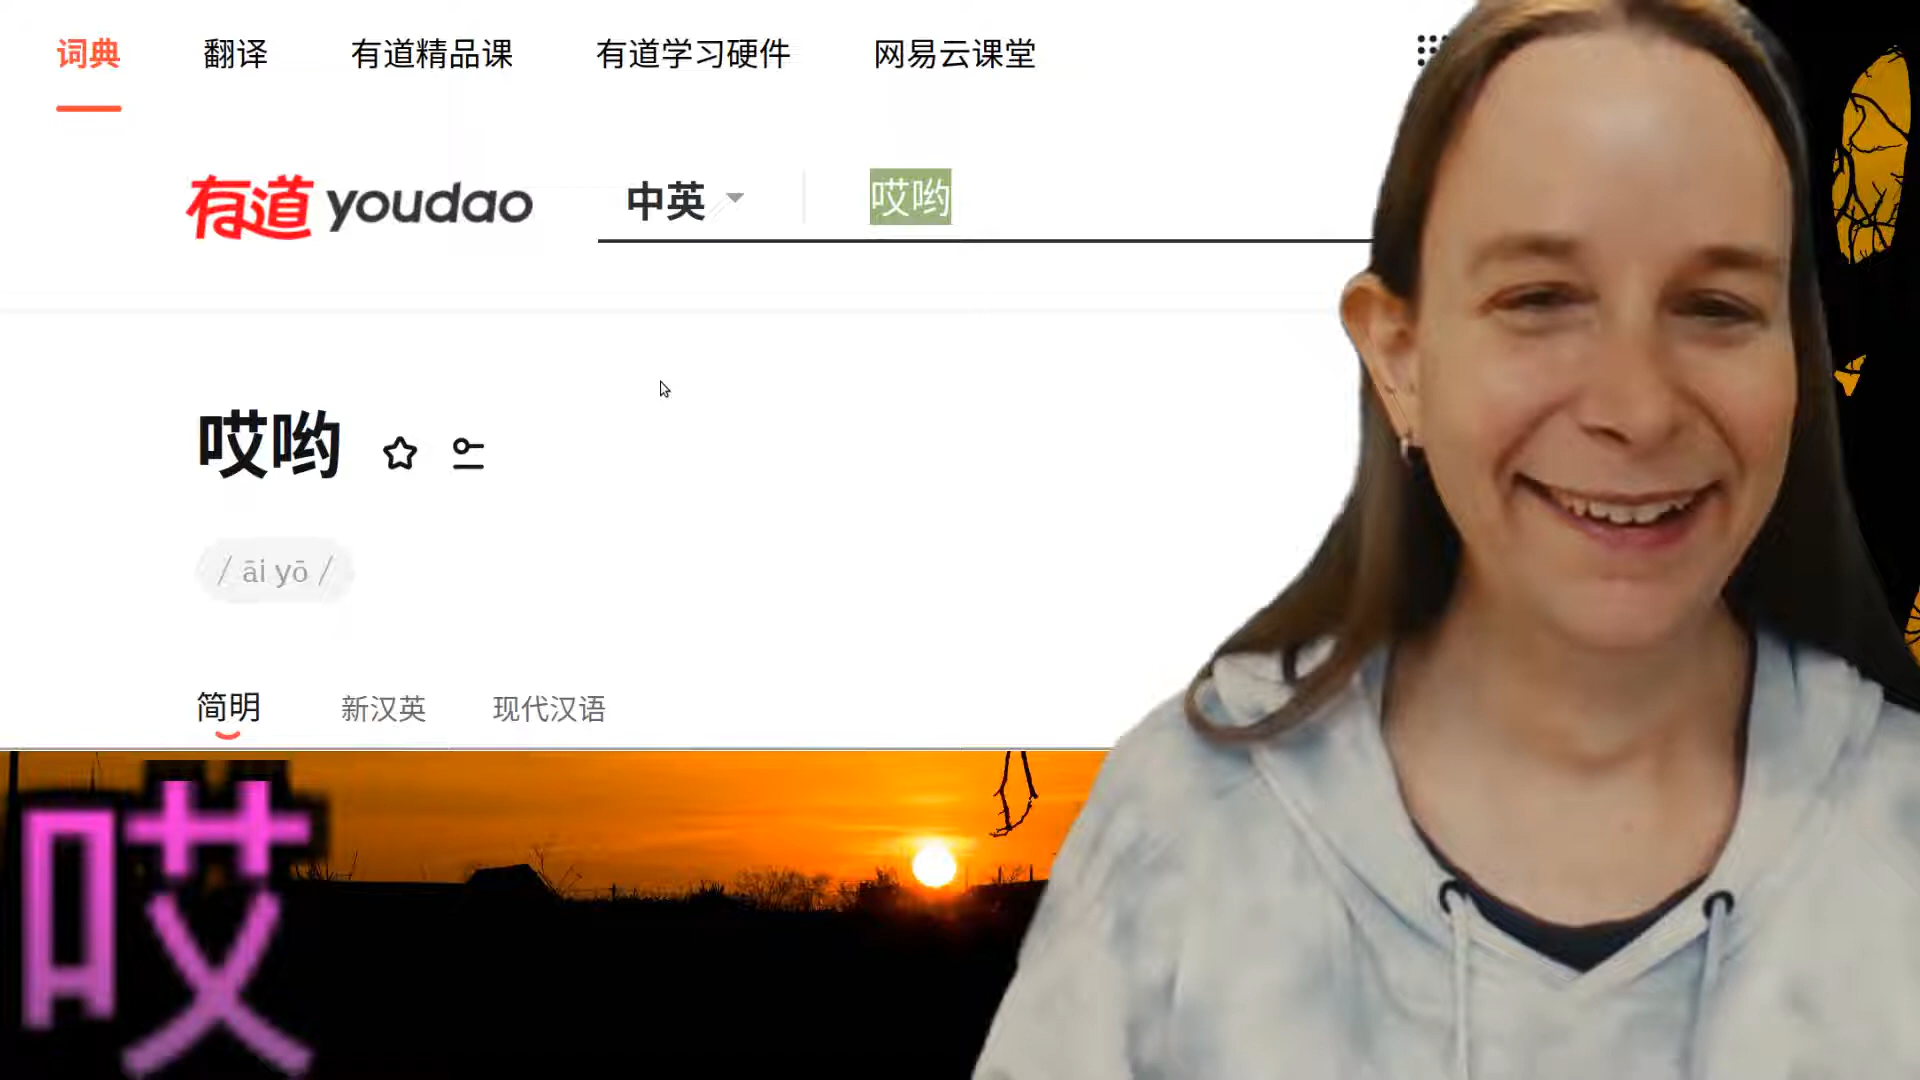 词典 翻译 有道精品课 有道学习硬件 网易云课堂
有道 youdao 中英 哎哟
哎哟
/ āi yō /
简明 新汉英 现代汉语
哎